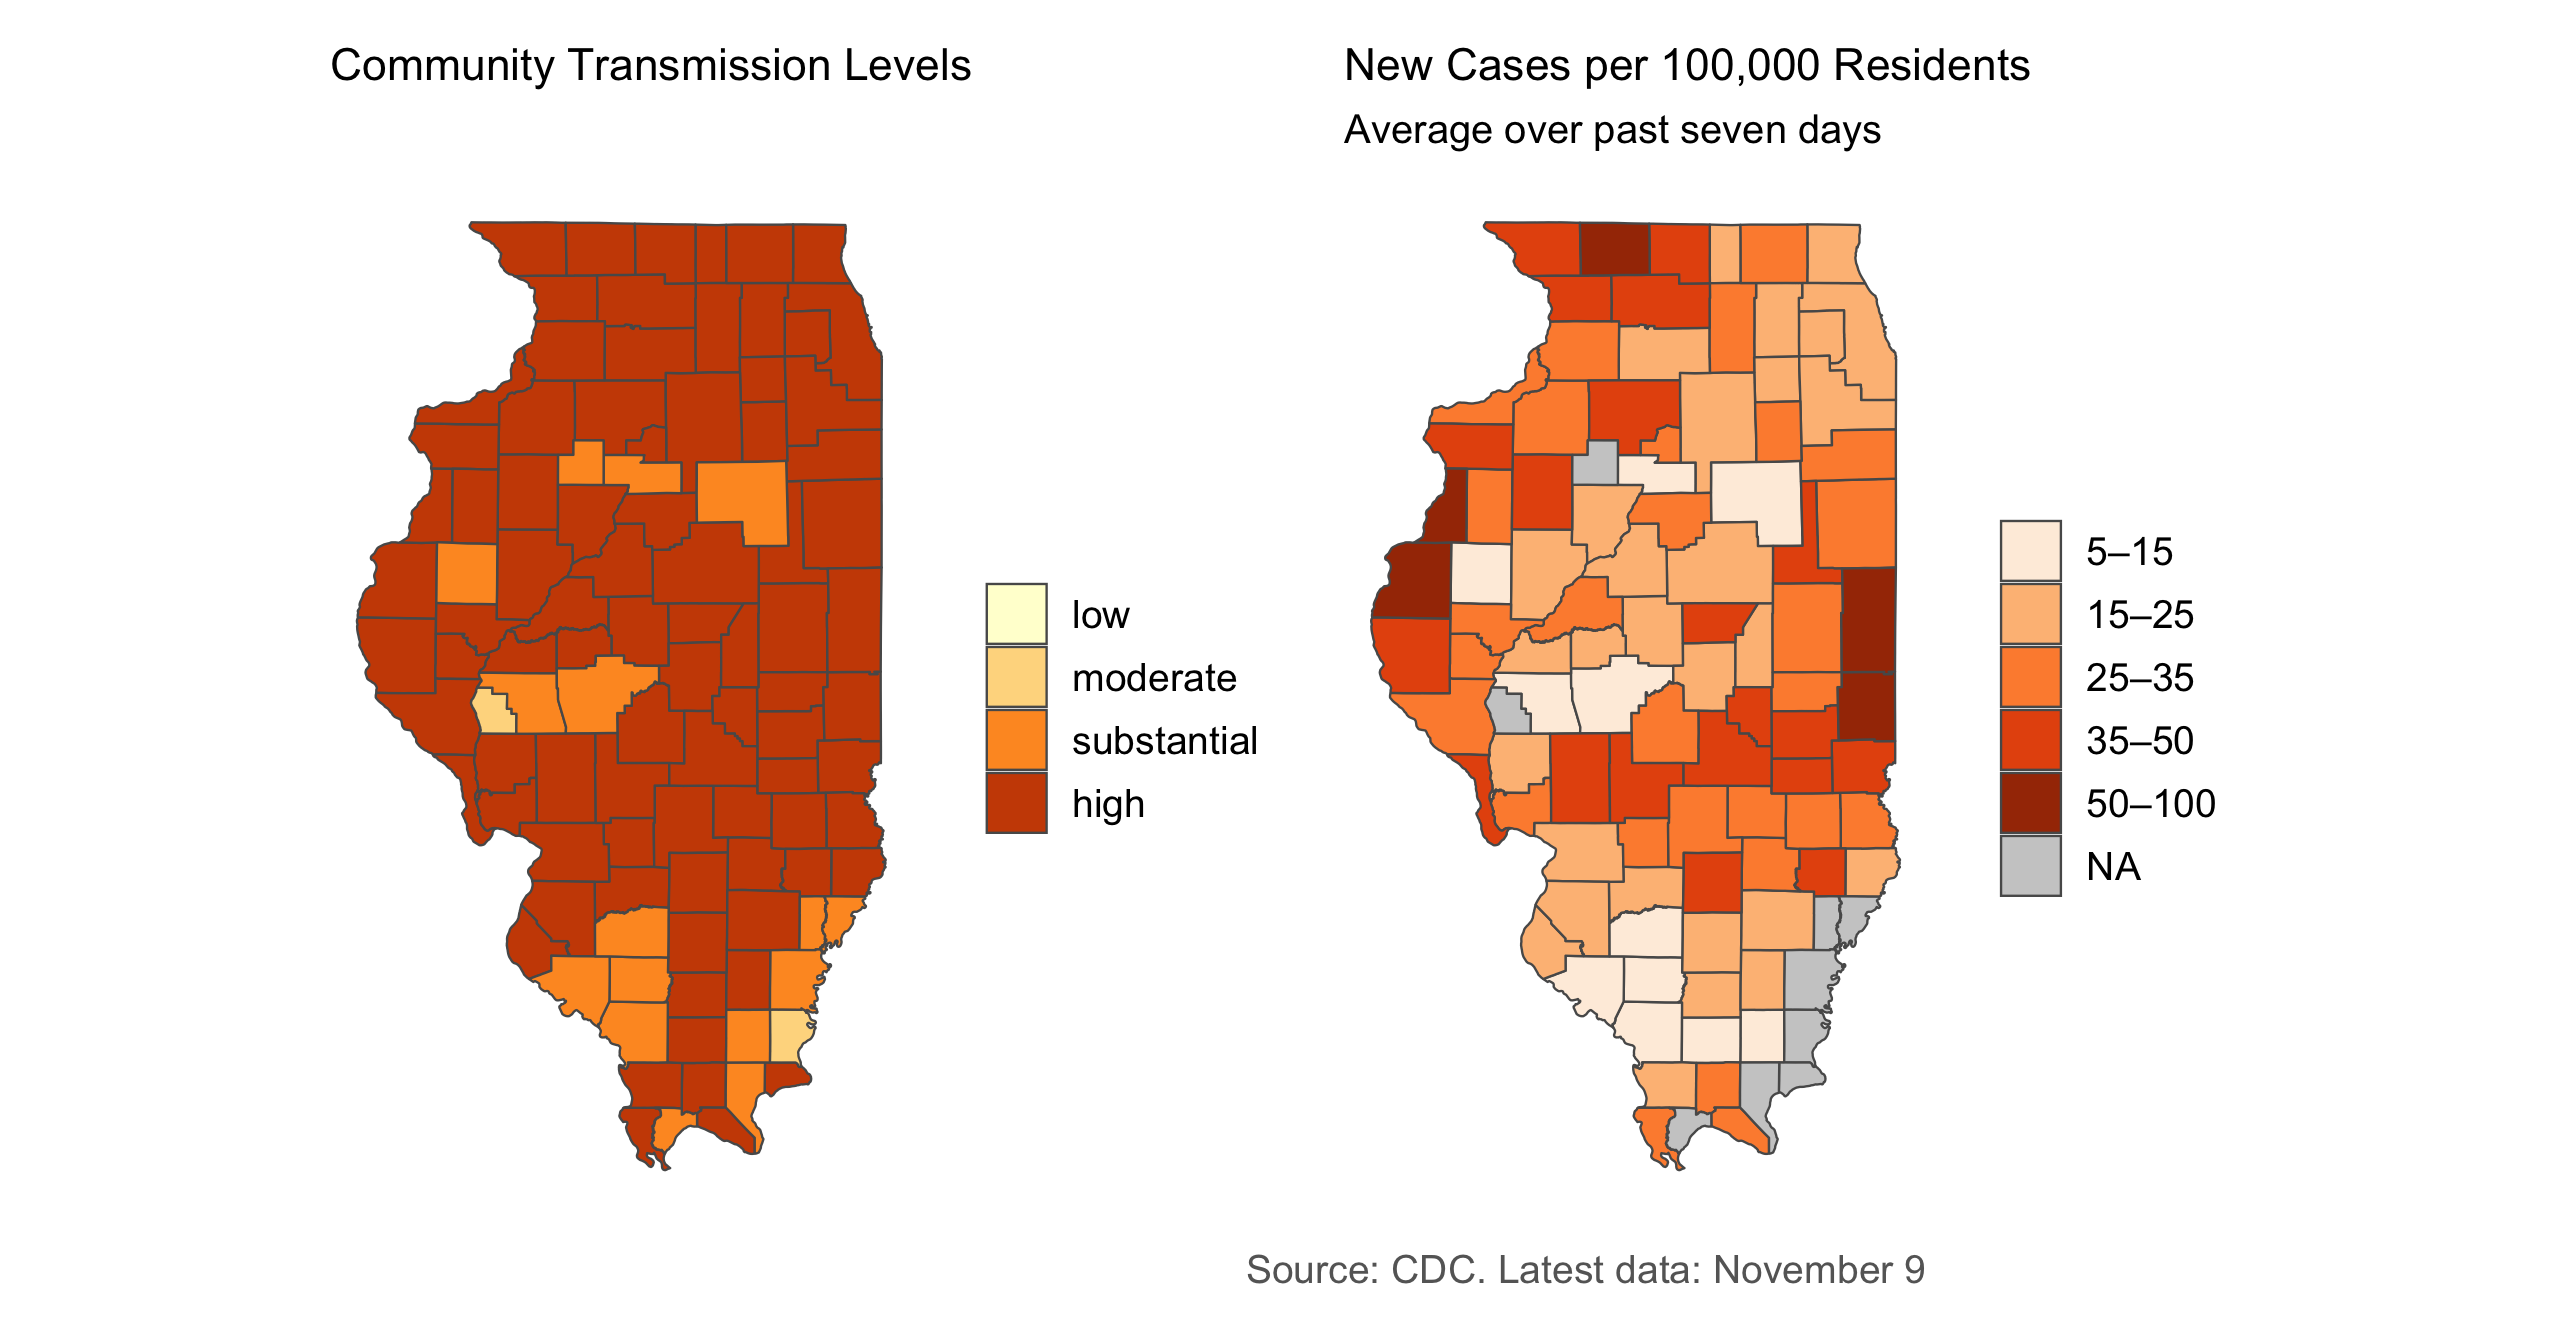 Community Transmission Levels
low
moderate
substantial
high
New Cases per 100,000 Residents
Average over past seven days
5–15
15–25
25–35
35–50
50–100
NA
Source: CDC. Latest data: November 9